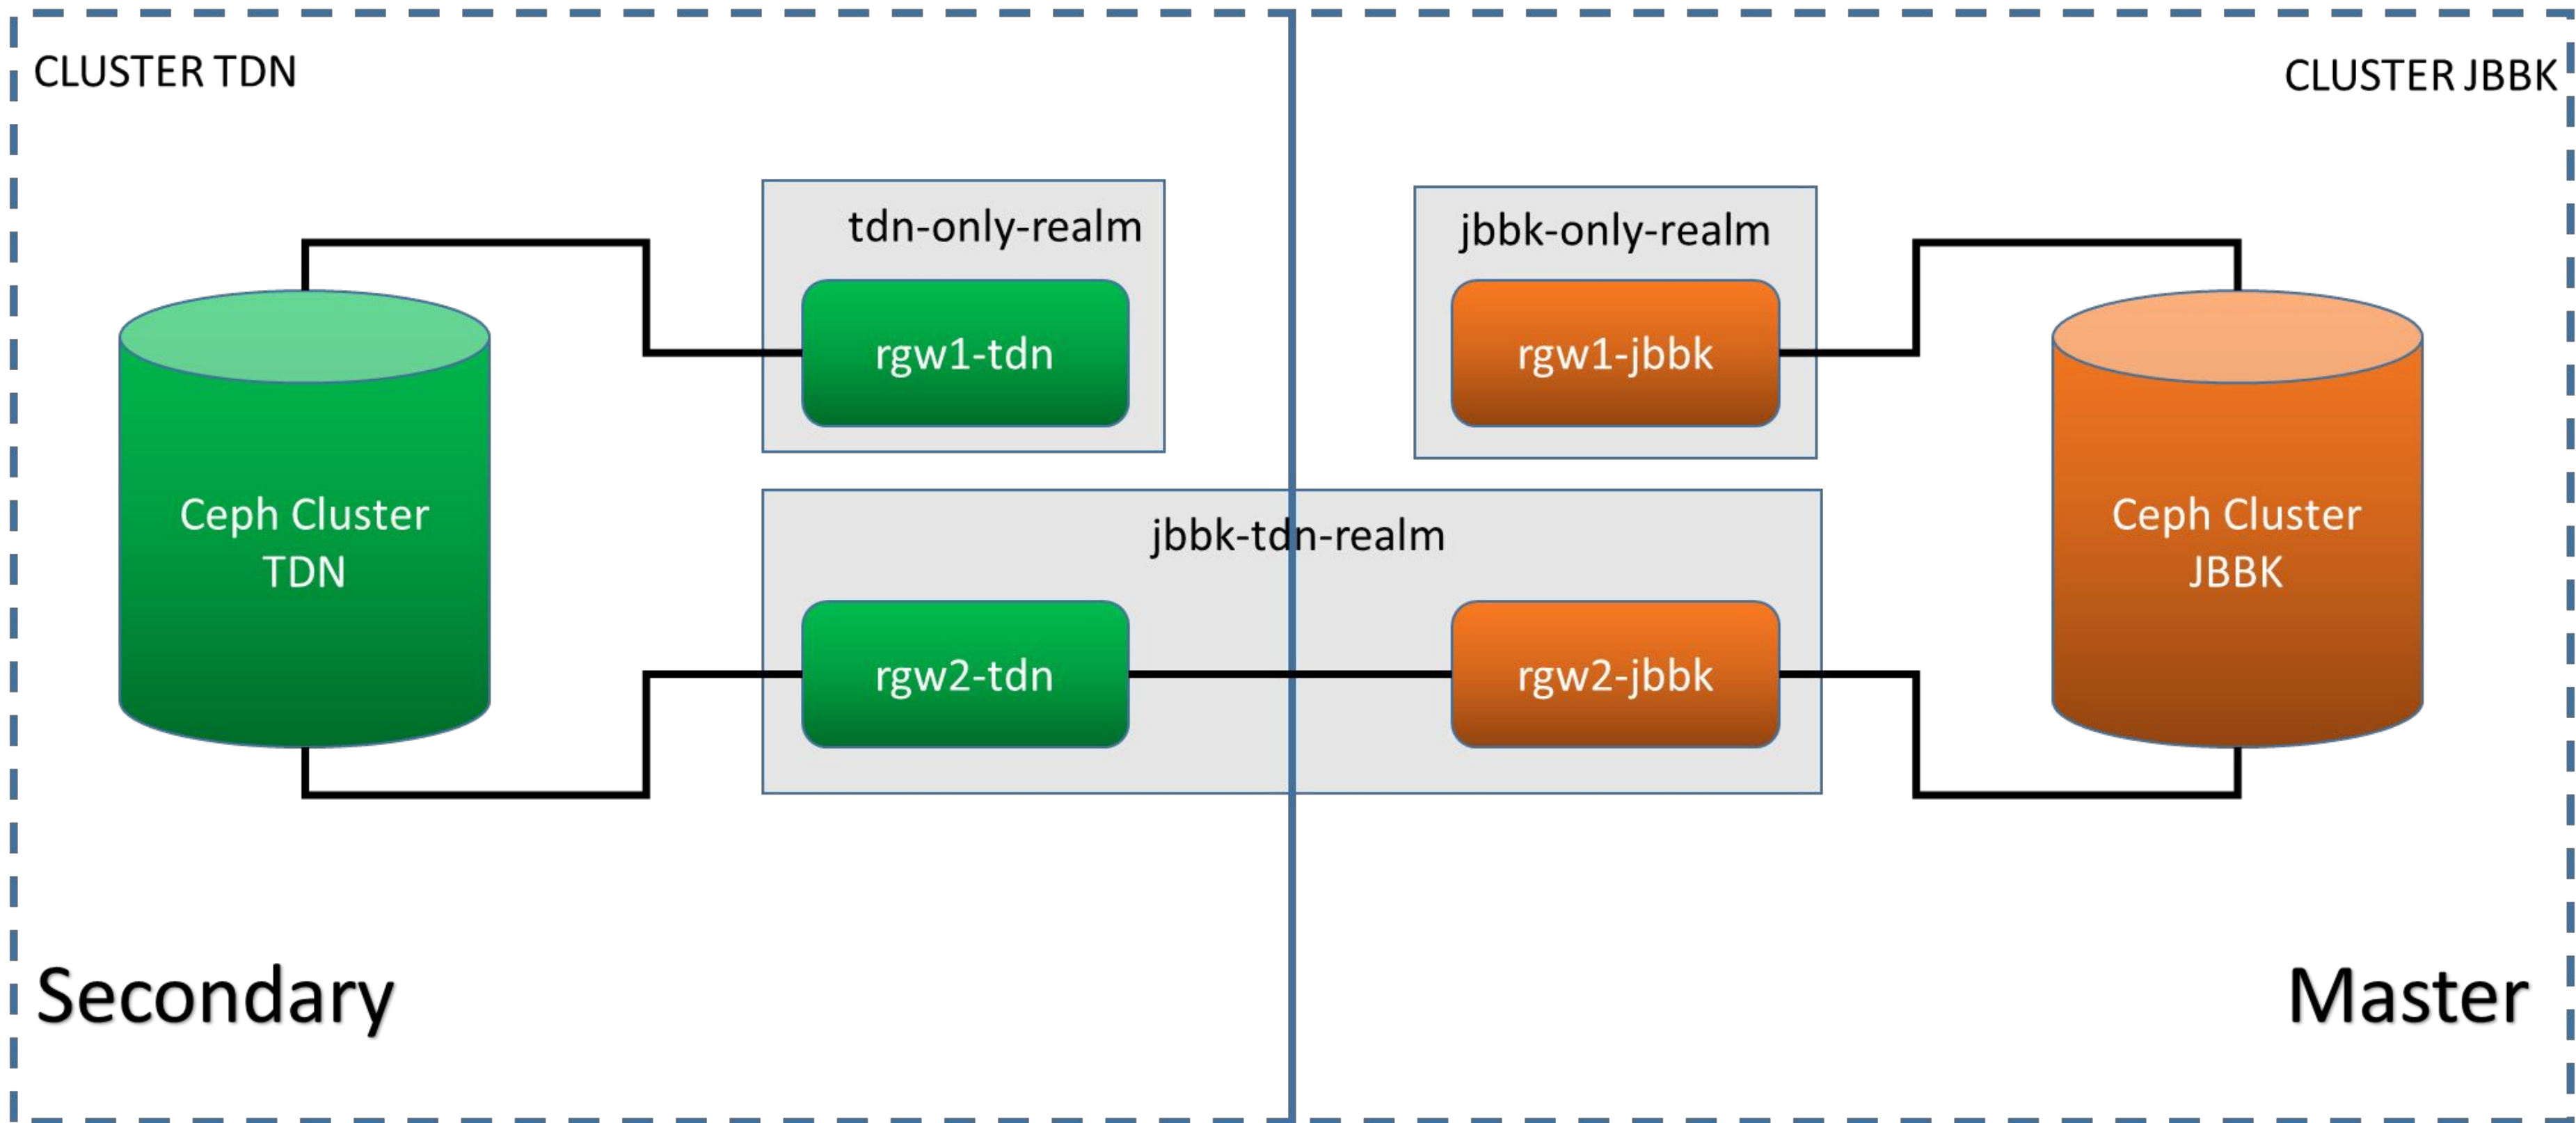 CLUSTER TDN
CLUSTER JBBK
tdn-only-realm
jbbk-only-realm
rgw1-tdn
rgw1-jbbk
Ceph Cluster
TDN
Ceph Cluster
JBBK
jbbk-tdn-realm
rgw2-tdn
rgw2-jbbk
Secondary
Master